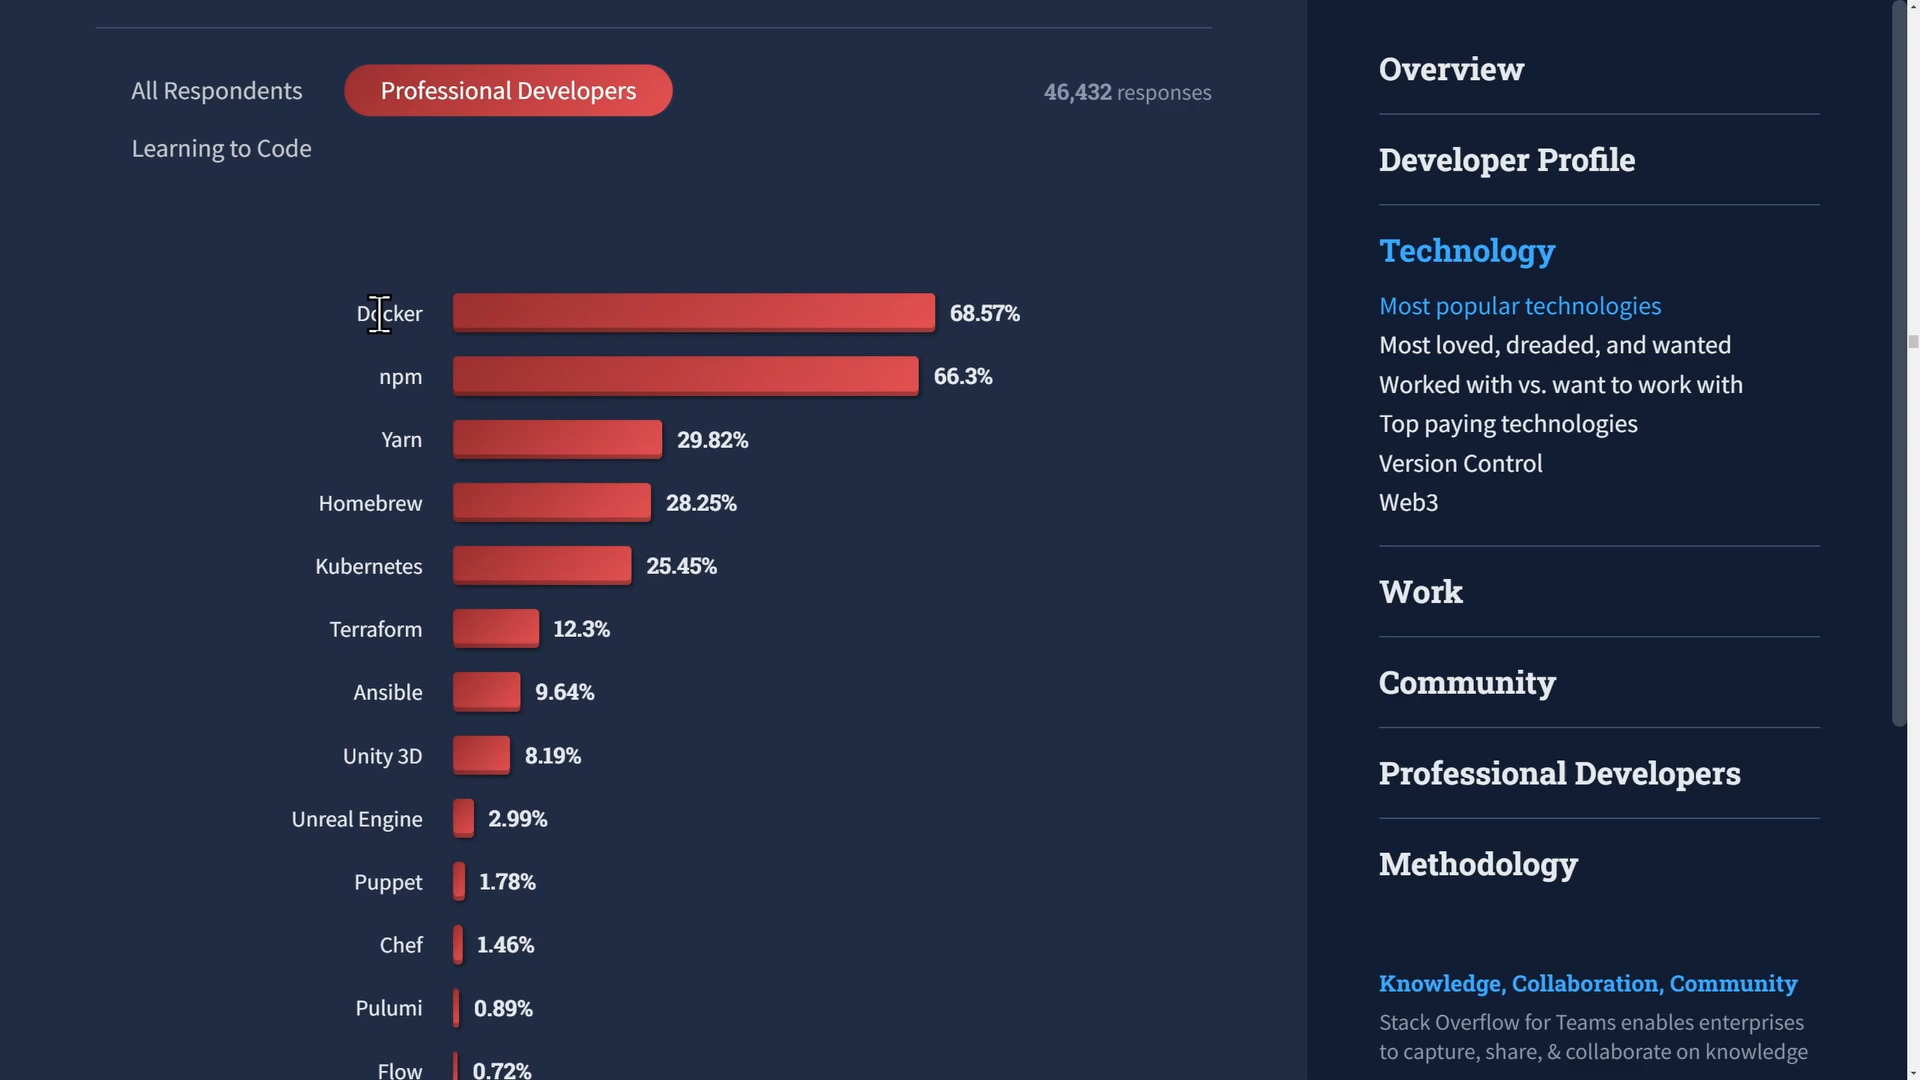 All Respondents
Professional Developers
46,432 responses
Learning to Code
Docker
68.57%
npm
66.3%
Yarn
29.82%
Homebrew
28.25%
Kubernetes
25.45%
Terraform
12.3%
Ansible
9.64%
Unity 3D
8.19%
Unreal Engine
2.99%
Puppet
1.78%
Chef
1.46%
Pulumi
0.89%
Flow
0.72%
Overview
Developer Profile
Technology
Most popular technologies
Most loved, dreaded, and wanted
Worked with vs. want to work with
Top paying technologies
Version Control
Web3
Work
Community
Professional Developers
Methodology
Knowledge, Collaboration, Community
Stack Overflow for Teams enables enterprises
to capture, share, & collaborate on knowledge